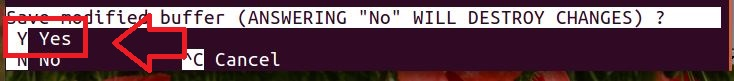 Save modified buffer (ANSWERING "No" WILL DESTROY CHANGES) ?
Y Yes
N No ^C Cancel